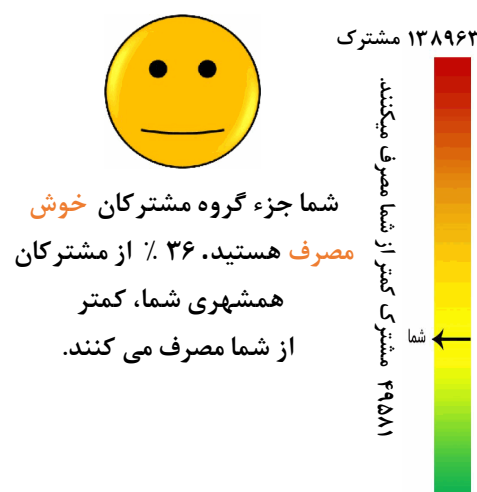 ۱۳۸۹۶۲ مشترک
شما جزء گروه مشترکان خوش
مصرف هستید. ۳۶ ٪ از مشترکان
همشهری شما، کمتر
از شما مصرف می کنند.
۴۹۵۸۱ مشترک کمتر از شما مصرف میکنند.
شما